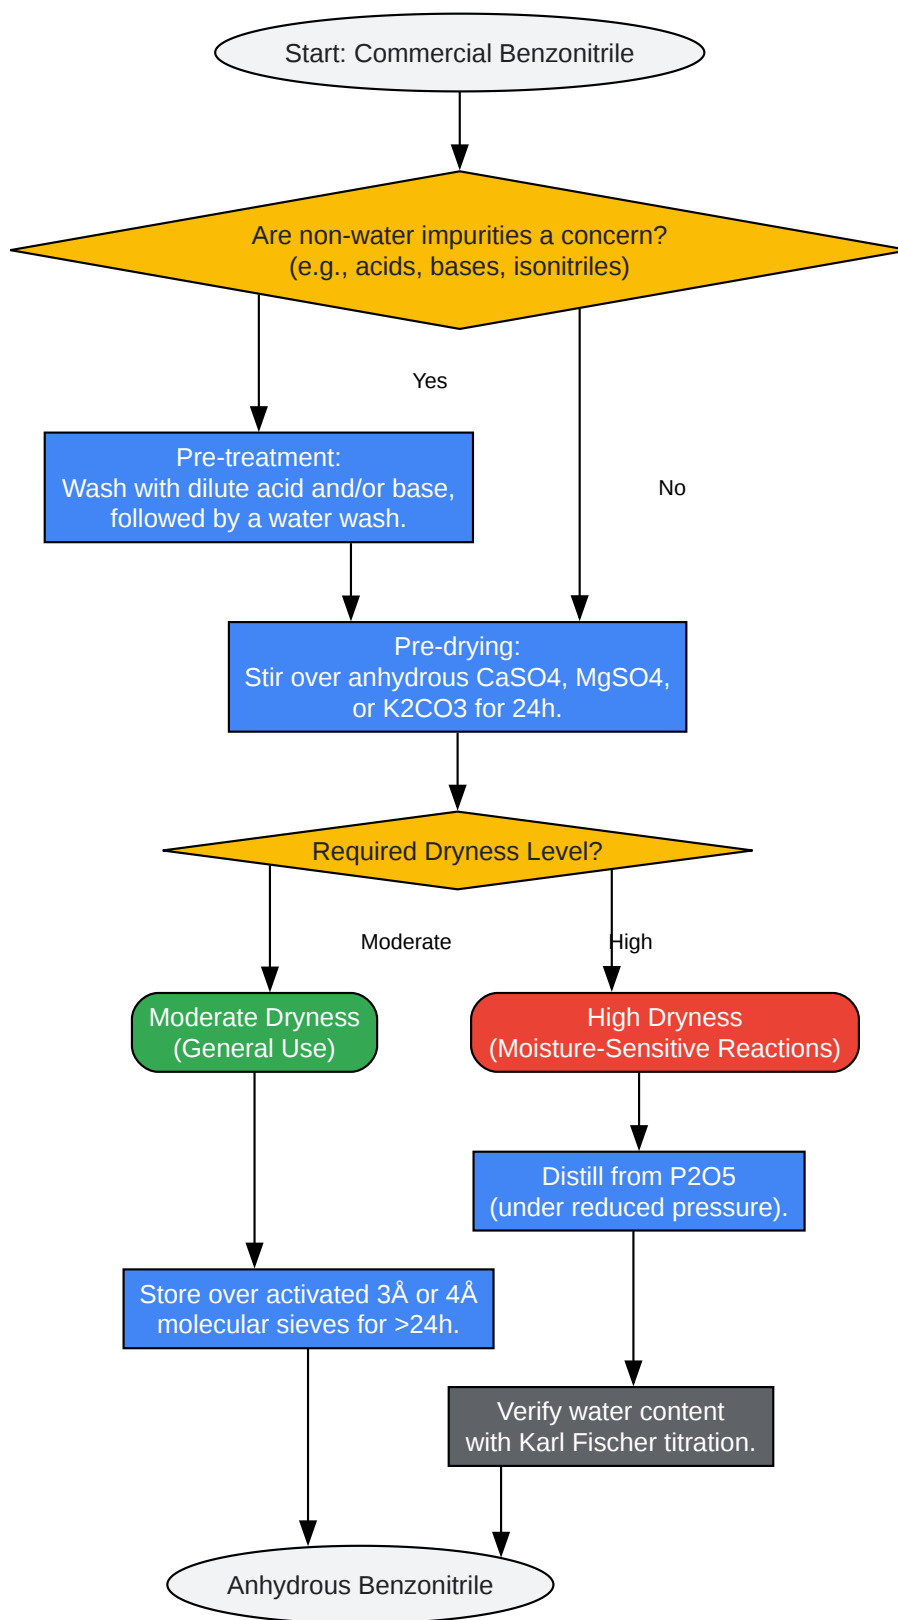 Start: Commercial Benzonitrile
Are non-water impurities a concern?
(e.g., acids, bases, isonitriles)
Yes
Pre-treatment:
Wash with dilute acid and/or base,
followed by a water wash.
No
Pre-drying:
Stir over anhydrous CaSO4, MgSO4,
or K2CO3 for 24h.
Required Dryness Level?
Moderate
High
Moderate Dryness
(General Use)
High Dryness
(Moisture-Sensitive Reactions)
Distill from P2O5
(under reduced pressure).
Store over activated 3Å or 4Å
molecular sieves for >24h.
Verify water content
with Karl Fischer titration.
Anhydrous Benzonitrile